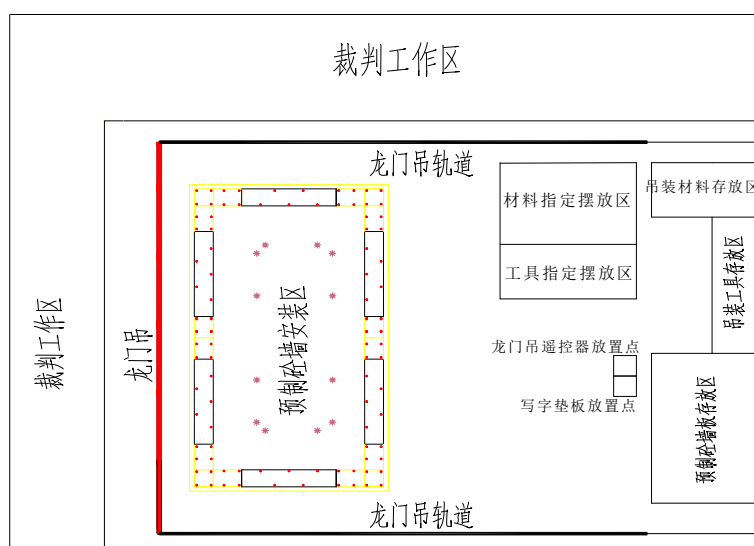 裁判工作区
龙门吊轨道
材料指定摆放区
吊装材料存放区
工具指定摆放区
吊装工具存放区
裁判工作区
龙门吊
预制砼墙安装区
龙门吊遥控器放置点
写字垫板放置点
预制砼墙板存放区
龙门吊轨道